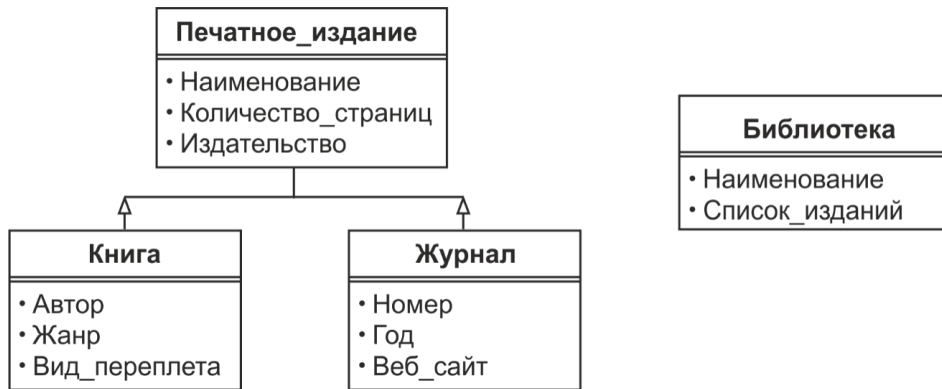 Печатное_издание
• Наименование
• Количество_страниц
• Издательство
Библиотека
• Наименование
• Список_изданий
Книга
• Автор
• Жанр
• Вид_переплета
Журнал
• Номер
• Год
• Веб_сайт